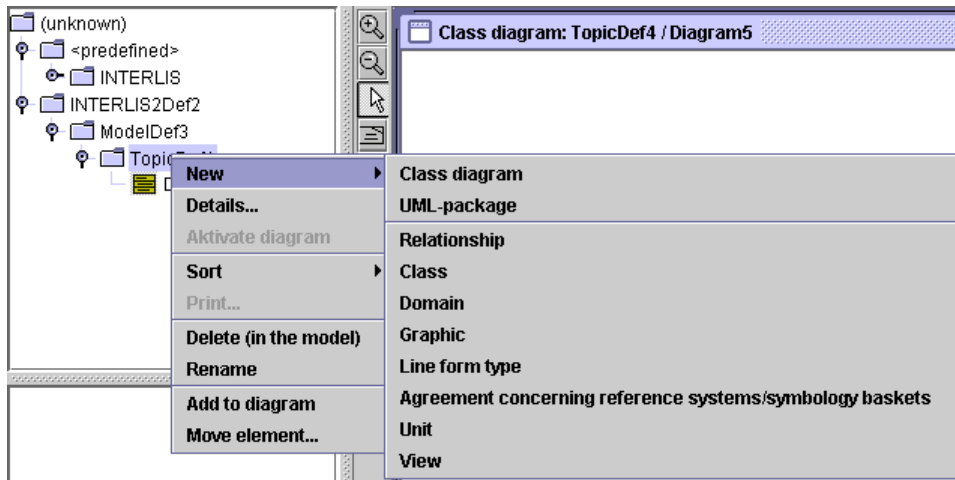 (unknown)
<predefined>
INTERLIS
INTERLIS2Def2
ModelDef3
Class diagram: TopicDef4 / Diagram5
New
Details...
Aktivate diagram
Sort
Print...
Delete (in the model)
Rename
Add to diagram
Move element...
Class diagram
UML-package
Relationship
Class
Domain
Graphic
Line form type
Agreement concerning reference systems/symbology baskets
Unit
View